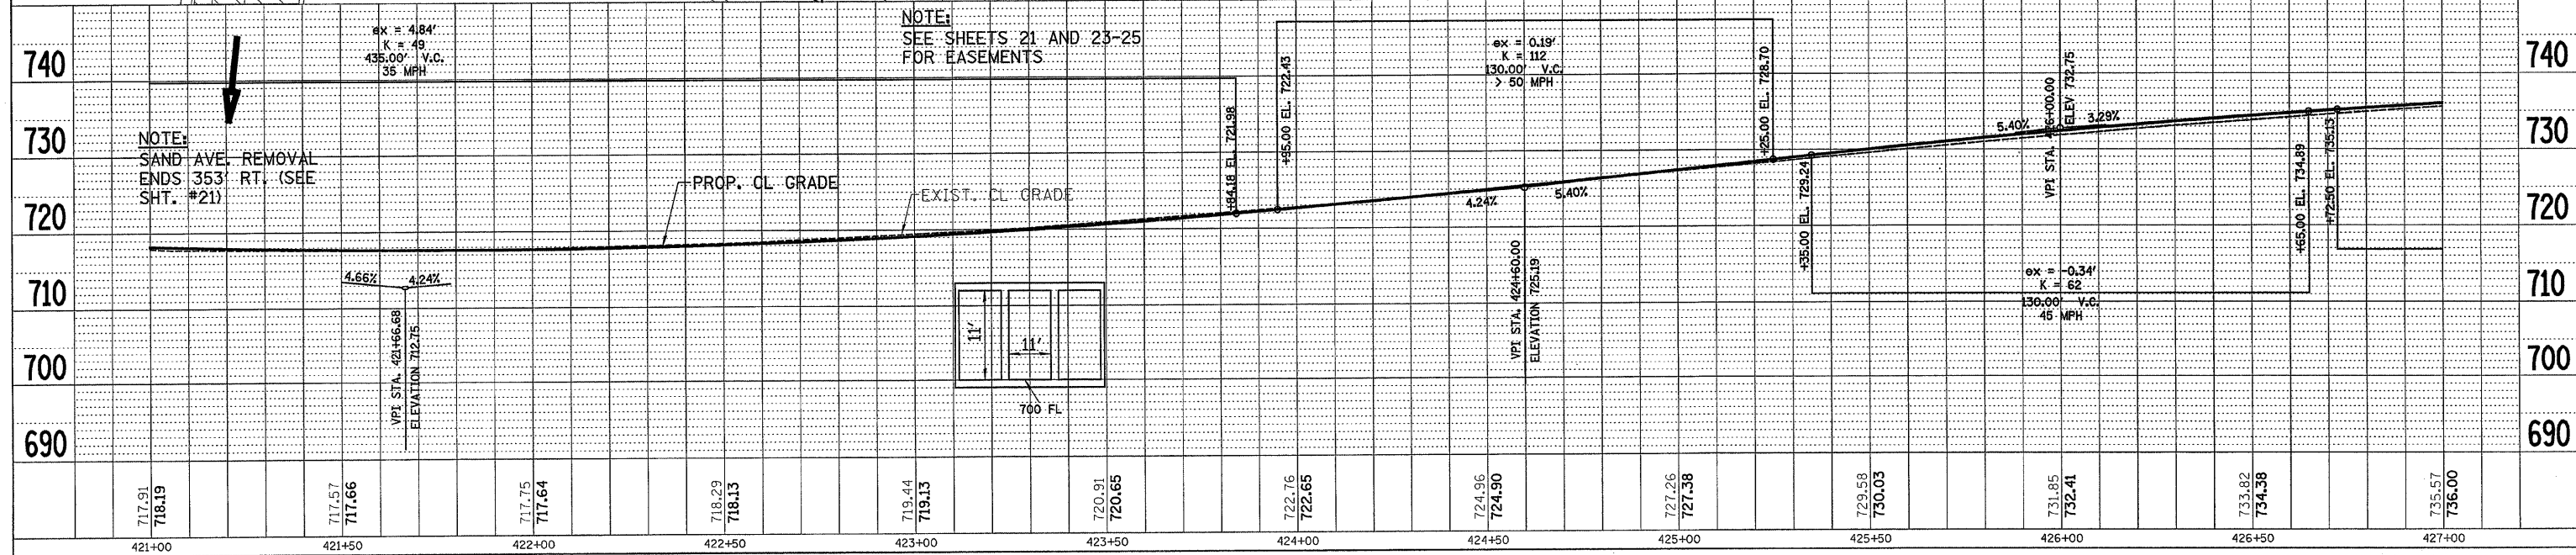 740
730
720
710
700
690
ex = 4.84'
K = 49
435.00' V.C.
35 MPH
NOTE:
SEE SHEETS 21 AND 23-25
FOR EASEMENTS
NOTE:
SAND AVE. REMOVAL
ENDS 353' RT. (SEE
SHT. #21)
PROP. CL GRADE
EXIST. CL GRADE
4.66%
4.24%
VPI STA. 421+66.68
ELEVATION 712.75
11'
11'
700 FL
+84.18 EL. 721.98
+95.00 EL. 722.43
ex = 0.19'
K = 112
130.00' V.C.
> 50 MPH
4.24%
5.40%
VPI STA. 424+60.00
ELEVATION 725.19
+25.00 EL. 728.70
+35.00 EL. 729.24
5.40%
3.29%
VPI STA. 426+00.00
ELEV 732.75
ex = -0.34'
K = 62
130.00' V.C.
45 MPH
+65.00 EL. 734.89
+72.50 EL. 735.13
740
730
720
710
700
690
717.91
718.19
717.57
717.66
717.75
717.64
718.29
718.13
719.44
719.13
720.91
720.65
722.76
722.65
724.96
724.90
727.26
727.38
729.58
730.03
731.85
732.41
733.82
734.38
735.57
736.00
421+00
421+50
422+00
422+50
423+00
423+50
424+00
424+50
425+00
425+50
426+00
426+50
427+00